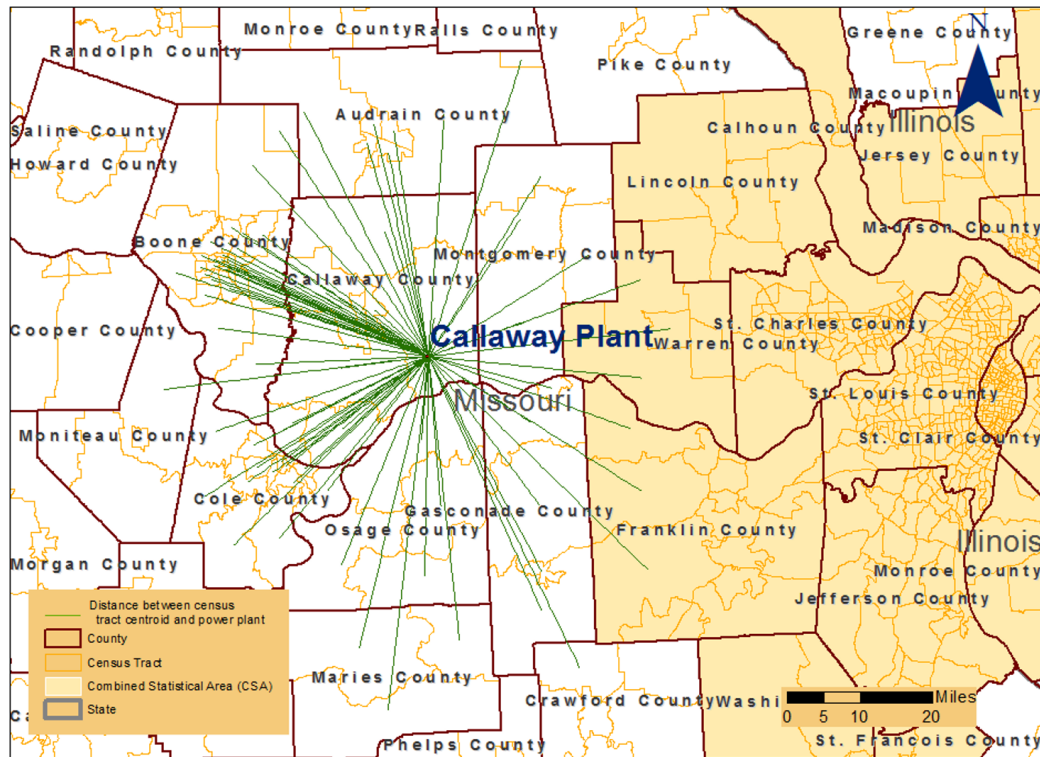 N
Monroe County
Ralls County
Greene County
Randolph County
Pike County
Macoupin County
Audrain County
Illinois
Calhoun County
Saline County
Jersey County
Howard County
Lincoln County
Madison County
Boone County
Montgomery County
Callaway County
Cooper County
Callaway Plant
St. Charles County
Warren County
Missouri
St. Louis County
Moniteau County
St. Clair County
Cole County
Gasconade County
Osage County
Franklin County
Illinois
Morgan County
Monroe County
Jefferson County
Distance between census
tract centroid and power plant
County
Census Tract
Combined Statistical Area (CSA)
State
Maries County
Crawford County
Washi
Miles
0 5 10 20
Ca
Phelps County
St. Francois County